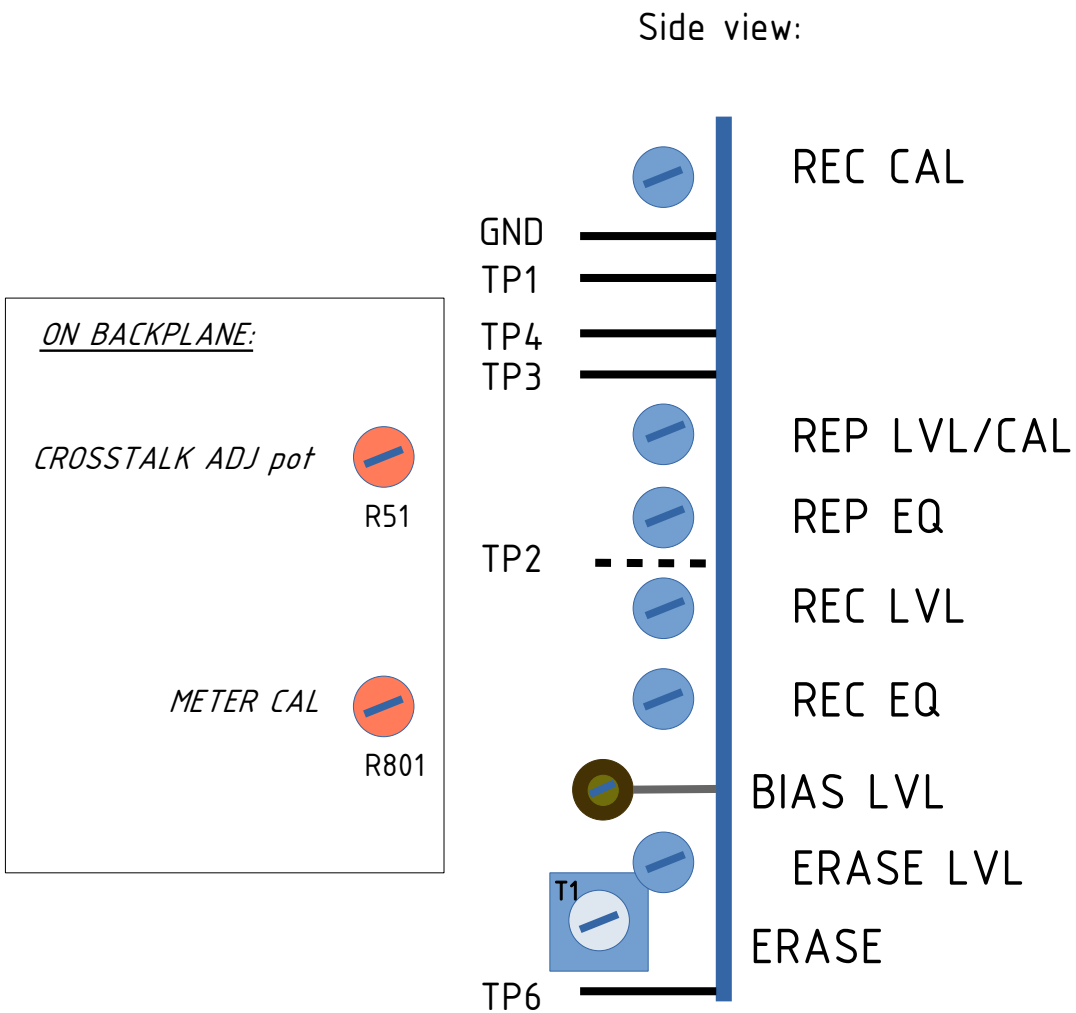 Side view:
REC CAL
GND
TP1
TP4
TP3
ON BACKPLANE:
CROSSTALK ADJ pot
R51
METER CAL
R801
REP LVL/CAL
REP EQ
TP2
REC LVL
REC EQ
BIAS LVL
ERASE LVL
T1
ERASE
TP6